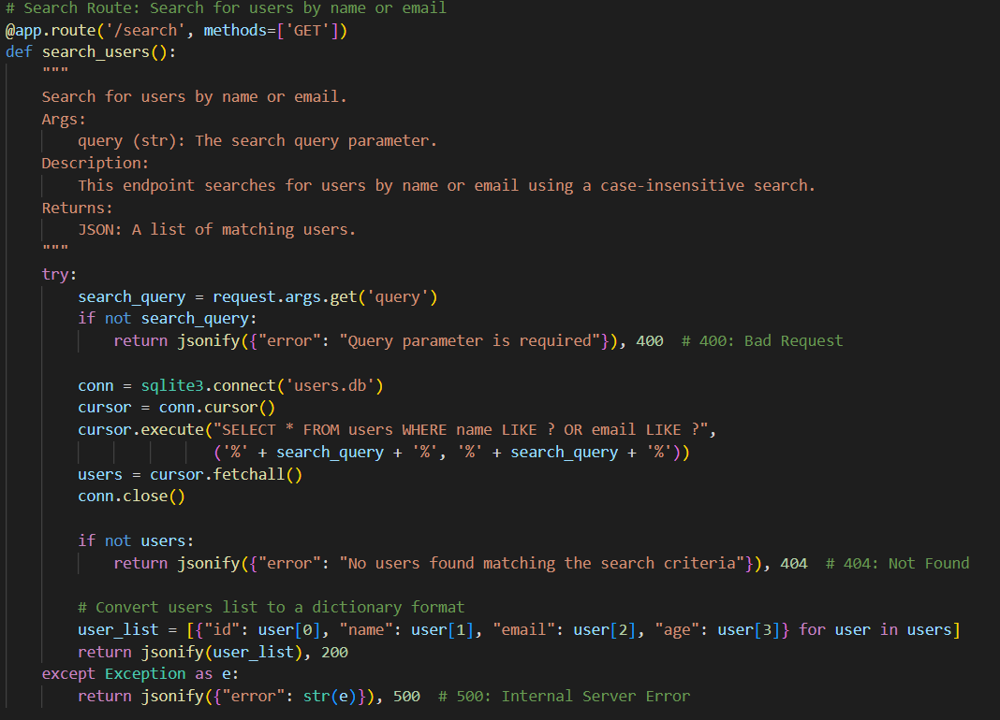 # Search Route: Search for users by name or email
@app.route('/search', methods=['GET'])
def search_users():
    """
    Search for users by name or email.
    Args:
        query (str): The search query parameter.
    Description:
        This endpoint searches for users by name or email using a case-insensitive search.
    Returns:
        JSON: A list of matching users.
    """
    try:
        search_query = request.args.get('query')
        if not search_query:
            return jsonify({"error": "Query parameter is required"}), 400  # 400: Bad Request

        conn = sqlite3.connect('users.db')
        cursor = conn.cursor()
        cursor.execute("SELECT * FROM users WHERE name LIKE ? OR email LIKE ?",
                       ('%' + search_query + '%', '%' + search_query + '%'))
        users = cursor.fetchall()
        conn.close()

        if not users:
            return jsonify({"error": "No users found matching the search criteria"}), 404  # 404: Not Found

        # Convert users list to a dictionary format
        user_list = [{"id": user[0], "name": user[1], "email": user[2], "age": user[3]} for user in users]
        return jsonify(user_list), 200
    except Exception as e:
        return jsonify({"error": str(e)}), 500  # 500: Internal Server Error